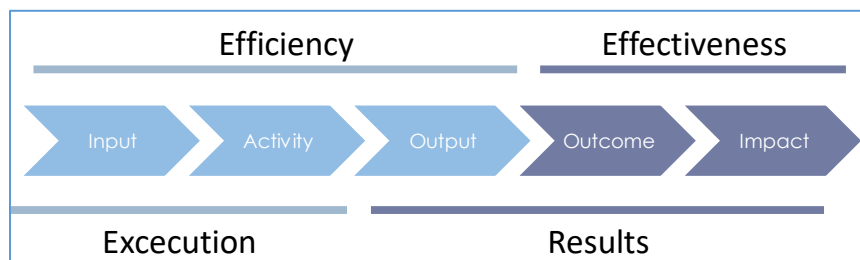 Efficiency Effectiveness
Input Activity Output Outcome Impact
Excecution Results